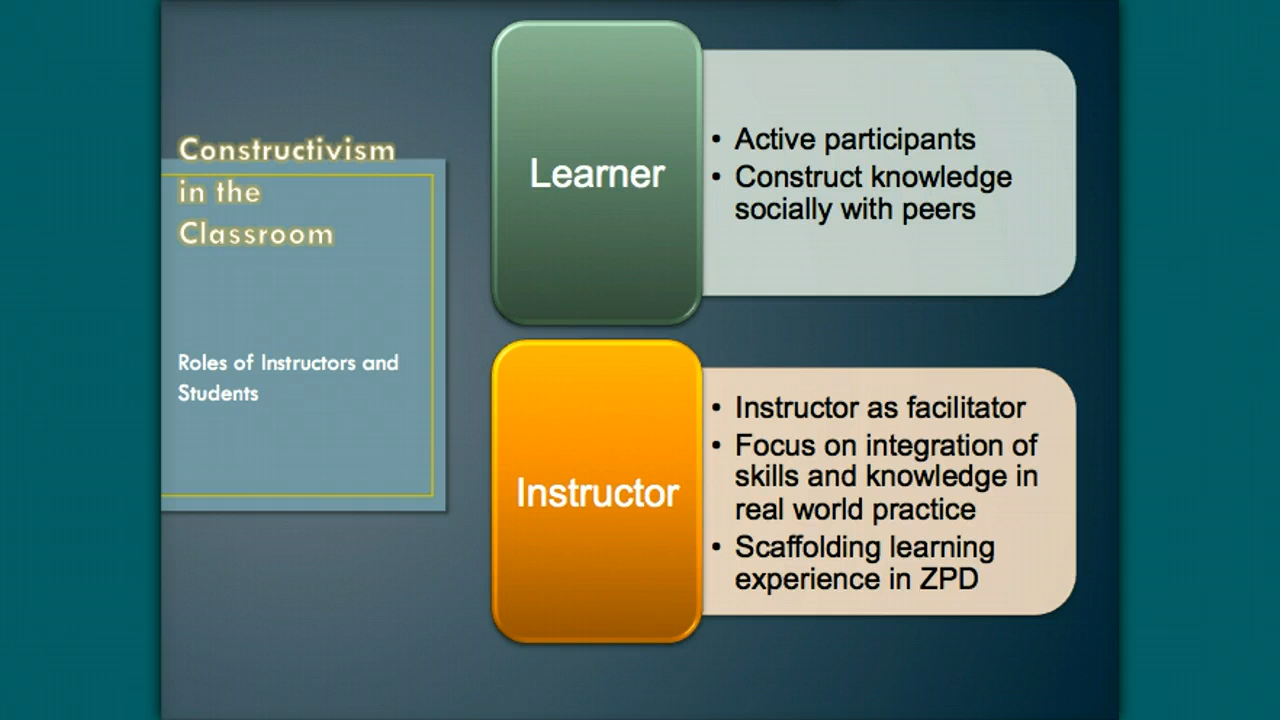 Constructivism
in the
Classroom
Roles of Instructors and
Students
Learner
• Active participants
• Construct knowledge
socially with peers
Instructor
• Instructor as facilitator
• Focus on integration of
skills and knowledge in
real world practice
• Scaffolding learning
experience in ZPD